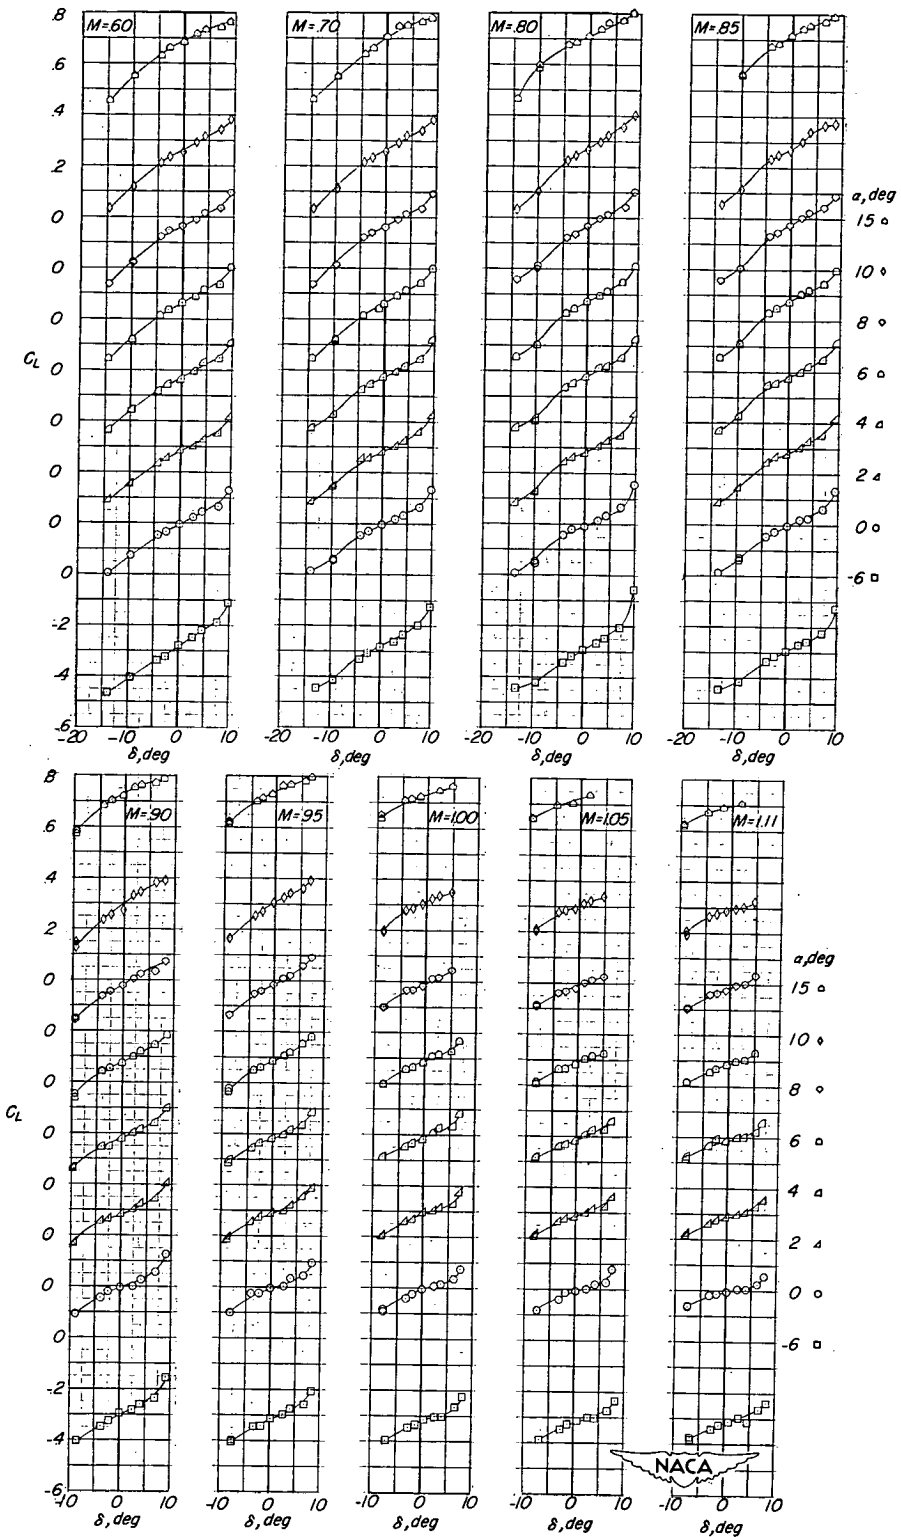 M=.60
M=.70
M=.80
M=.85
.8
.6
.4
.2
0
0
0
0
0
0
0
0
-.2
-.4
-.6
C_L
α,deg
15
10
8
6
4
2
0
-6
-20 -10 0 10
-20 -10 0 10
-20 -10 0 10
-20 -10 0 10
δ,deg
δ,deg
δ,deg
δ,deg
M=.90
M=.95
M=1.00
M=1.05
M=1.11
.8
.6
.4
.2
0
0
0
0
0
0
0
0
-.2
-.4
-.6
C_L
α,deg
15
10
8
6
4
2
0
-6
NACA
-10 0 10
-10 0 10
-10 0 10
-10 0 10
-10 0 10
δ,deg
δ,deg
δ,deg
δ,deg
δ,deg